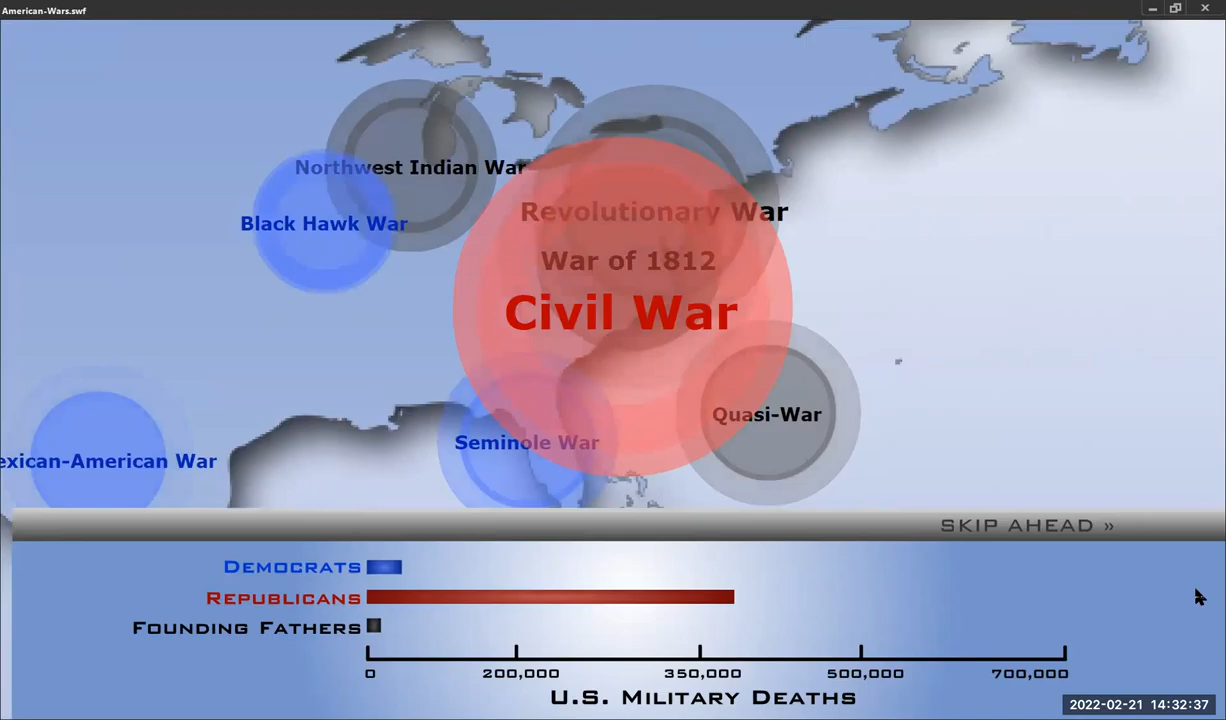 American-Wars.swf
Northwest Indian War
Black Hawk War
Revolutionary War
War of 1812
Civil War
Quasi-War
Seminole War
exican-American War
SKIP AHEAD »
DEMOCRATS
REPUBLICANS
FOUNDING FATHERS
0 200,000 350,000 500,000 700,000
U.S. MILITARY DEATHS
2022-02-21 14:32:37